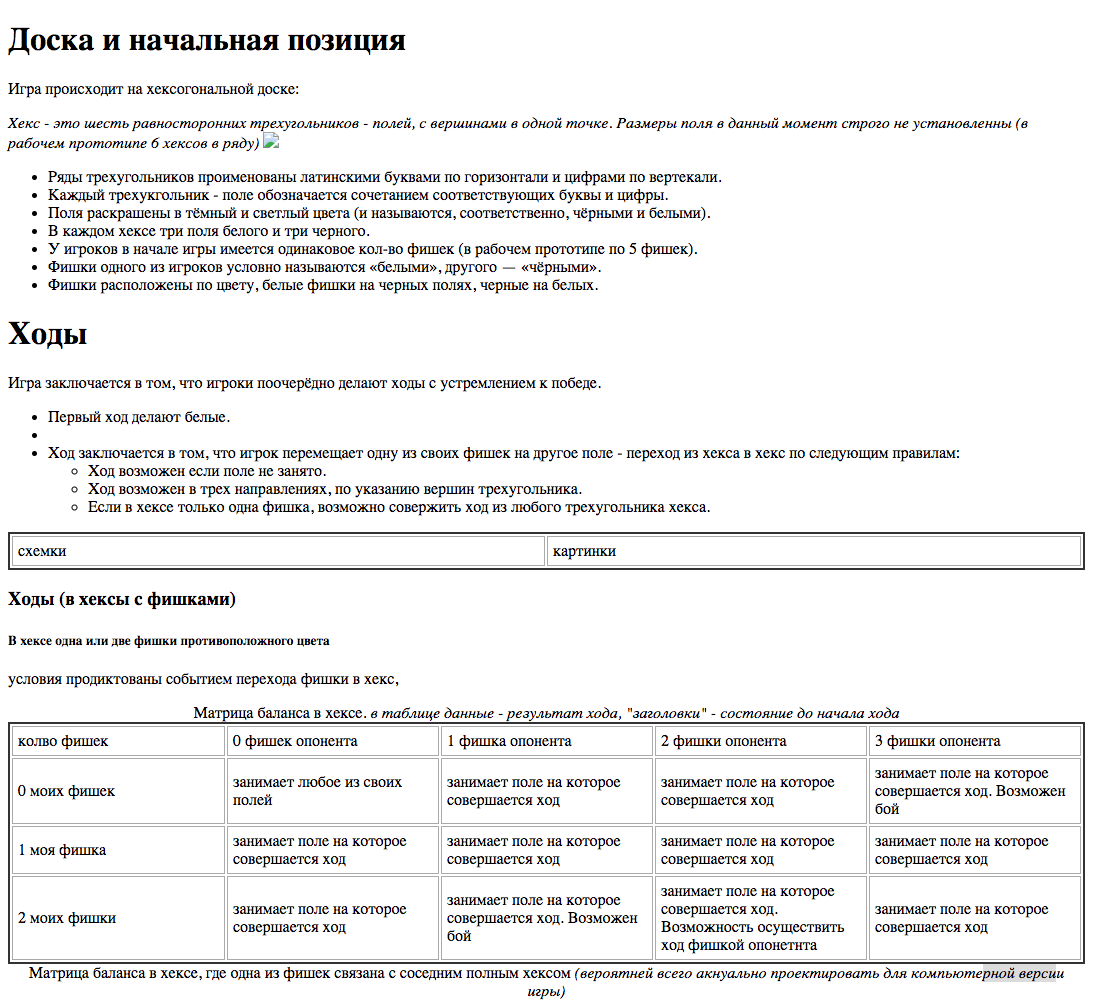 Доска и начальная позиция
Игра происходит на хексогональной доске:
Хекс - это шесть равносторонних трехугольников - полей, с вершинами в одной точке. Размеры поля в данный момент строго не установленны (в
рабочем прототипе 6 хексов в ряду)
Ряды трехугольников проименованы латинскими буквами по горизонтали и цифрами по вертекали.
Каждый трехукгольник - поле обозначается сочетанием соответствующих буквы и цифры.
Поля раскрашены в тёмный и светлый цвета (и называются, соответственно, чёрными и белыми).
В каждом хексе три поля белого и три черного.
У игроков в начале игры имеется одинаковое кол-во фишек (в рабочем прототипе по 5 фишек).
Фишки одного из игроков условно называются «белыми», другого — «чёрными».
Фишки расположены по цвету, белые фишки на черных полях, черные на белых.
Ходы
Игра заключается в том, что игроки поочерёдно делают ходы с устремлением к победе.
Первый ход делают белые.
Ход заключается в том, что игрок перемещает одну из своих фишек на другое поле - переход из хекса в хекс по следующим правилам:
Ход возможен если поле не занято.
Ход возможен в трех направлениях, по указанию вершин трехугольника.
Если в хексе только одна фишка, возможно совержить ход из любого трехугольника хекса.
схемки картинки
Ходы (в хексы с фишками)
В хексе одна или две фишки противоположного цвета
условия продиктованы событием перехода фишки в хекс,
Матрица баланса в хексе. в таблице данные - результат хода, "заголовки" - состояние до начала хода
колво фишек 0 фишек опонента 1 фишка опонента 2 фишки опонента 3 фишки опонента
0 моих фишек
занимает любое из своих
полей
занимает поле на которое
совершается ход
занимает поле на которое
совершается ход
занимает поле на которое
совершается ход. Возможен
бой
1 моя фишка
занимает поле на которое
совершается ход
занимает поле на которое
совершается ход
занимает поле на которое
совершается ход
занимает поле на которое
совершается ход
2 моих фишки
занимает поле на которое
совершается ход
занимает поле на которое
совершается ход. Возможен
бой
занимает поле на которое
совершается ход.
Возможность осуществить
ход фишкой опонетнта
занимает поле на которое
совершается ход
Матрица баланса в хексе, где одна из фишек связана с соседним полным хексом (вероятней всего акнуально проектировать для компьютерной версии
игры)